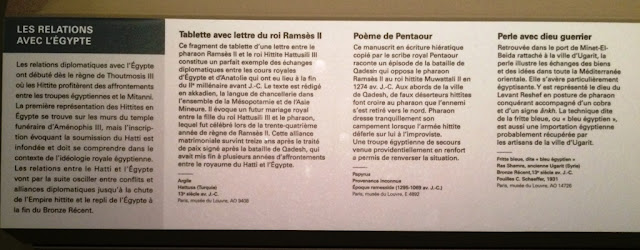 LES RELATIONS
AVEC L'ÉGYPTE
Les relations diplomatiques avec l'Égypte
ont débuté dès le règne de Thoutmosis III
où les Hittite profitèrent des affrontements
entre les troupes égyptiennes et le Mitanni.
La première représentation des Hittites en
Égypte se trouve sur les murs du temple
funéraire d'Aménophis III, mais l'inscrip-
tion évoquant la soumission du Hatti est
infondée et doit se comprendre dans le
contexte de l'idéologie royale égyptienne.
Les relations entre le Hatti et l'Égypte
vont par la suite osciller entre conflits et
alliances diplomatiques jusqu'à la chute
de l'Empire hittite et le repli de l'Égypte à
la fin du Bronze Récent.
Tablette avec lettre du roi Ramsès II
Ce fragment de tablette d'une lettre entre le
pharaon Ramsès II et le roi Hittite Hattusili III
constitue un parfait exemple des échanges
diplomatiques entre les cours royales
d'Égypte et d'Anatolie qui ont eu lieu à la fin
du IIe millénaire avant J.-C. Le texte est rédigé
en akkadien, la langue de chancellerie dans
l'ensemble de la Mésopotamie et de l'Asie
Mineure. Il évoque un futur mariage royal
entre la fille du roi Hattusili III et le pharaon,
lequel fut célébré lors de la trente-quatrième
année de règne de Ramsès II. Cette alliance
matrimoniale survint treize ans après le traité
de paix signé après la bataille de Qadesh, qui
avait mis fin à plusieurs années d'affrontements
entre le royaume du Hatti et l'Égypte.
Argile
Hattusa (Turquie)
13e siècle av. J.-C.
Paris, musée du Louvre, AO 9408
Poème de Pentaour
Ce manuscrit en écriture hiératique
copié par le scribe royal Pentaour
raconte un épisode de la bataille de
Qadesh qui opposa le pharaon
Ramsès II au roi hittite Muwattali II en
1274 av. J.-C. Aux abords de la ville
de Qadesh, de faux déserteurs hittites
font croire au pharaon que l'ennemi
s'est retiré vers le nord. Pharaon
dresse tranquillement son
campement lorsque l'armée hittite
déferle sur lui à l'improviste.
Une troupe égyptienne de secours
venue providentiellement en renfort
a permis de renverser la situation.
Papyrus
Provenance inconnue
Époque ramesside (1295-1069 av. J.-C.)
Paris, musée du Louvre, E 4892
Perle avec dieu guerrier
Retrouvée dans le port de Minet-El-
Beida rattaché à la ville d'Ugarit, la
perle illustre les échanges des biens
et des idées dans toute la Méditerranée
orientale. Elle s'avère particulièrement
égyptisante. Y est représenté le dieu du
Levant Reshef en posture de pharaon
conquérant accompagné d'un cobra
et d'un signe ânkh. La technique dite
de la fritte bleue, ou « bleu égyptien »,
est aussi une importation égyptienne
probablement récupérée par
les artisans de la ville d'Ugarit.
Fritte bleue, dite « bleu égyptien »
Ras Shamra, ancienne Ugarit (Syrie)
Bronze Récent, 13e siècle av. J.-C.
Fouilles C. Schaeffer, 1931
Paris, musée du Louvre, AO 14728